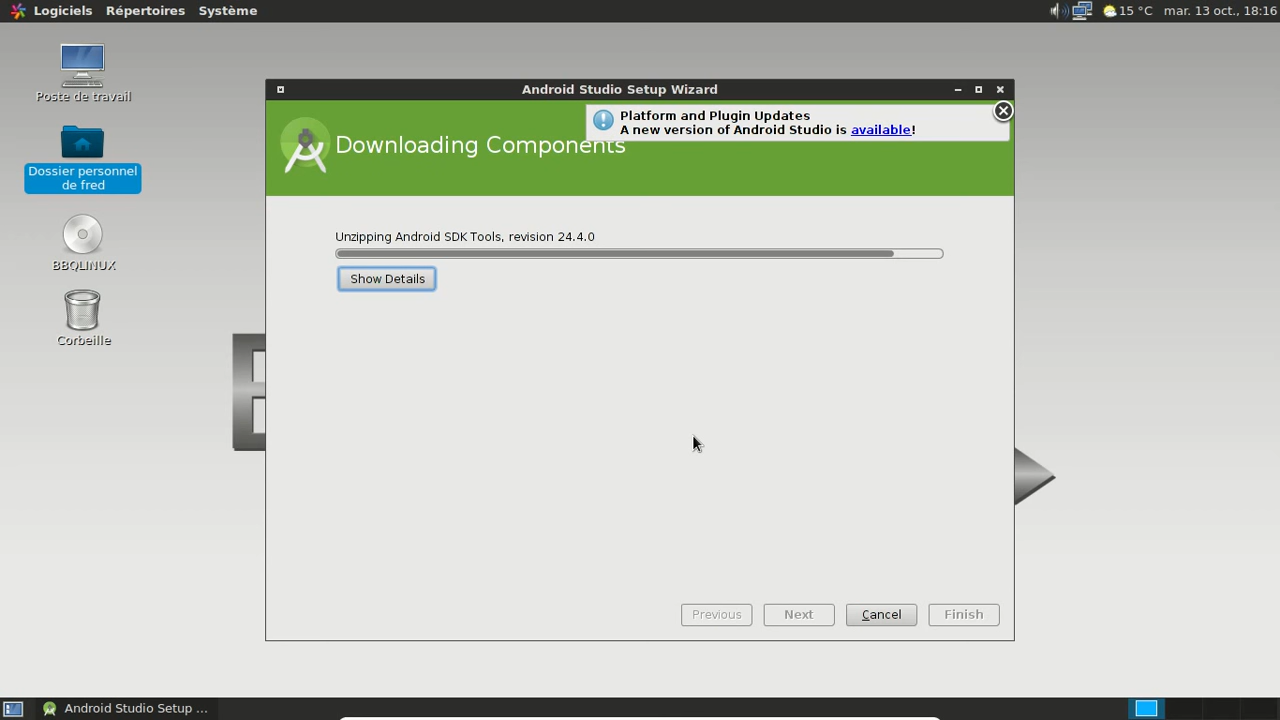 Logiciels Répertoires Système
15 °C mar. 13 oct., 18:16
Poste de travail
Dossier personnel
de fred
BBQLINUX
Corbeille
Android Studio Setup Wizard
Platform and Plugin Updates
A new version of Android Studio is available!
Downloading Components
Unzipping Android SDK Tools, revision 24.4.0
Show Details
Previous Next Cancel Finish
Android Studio Setup ...